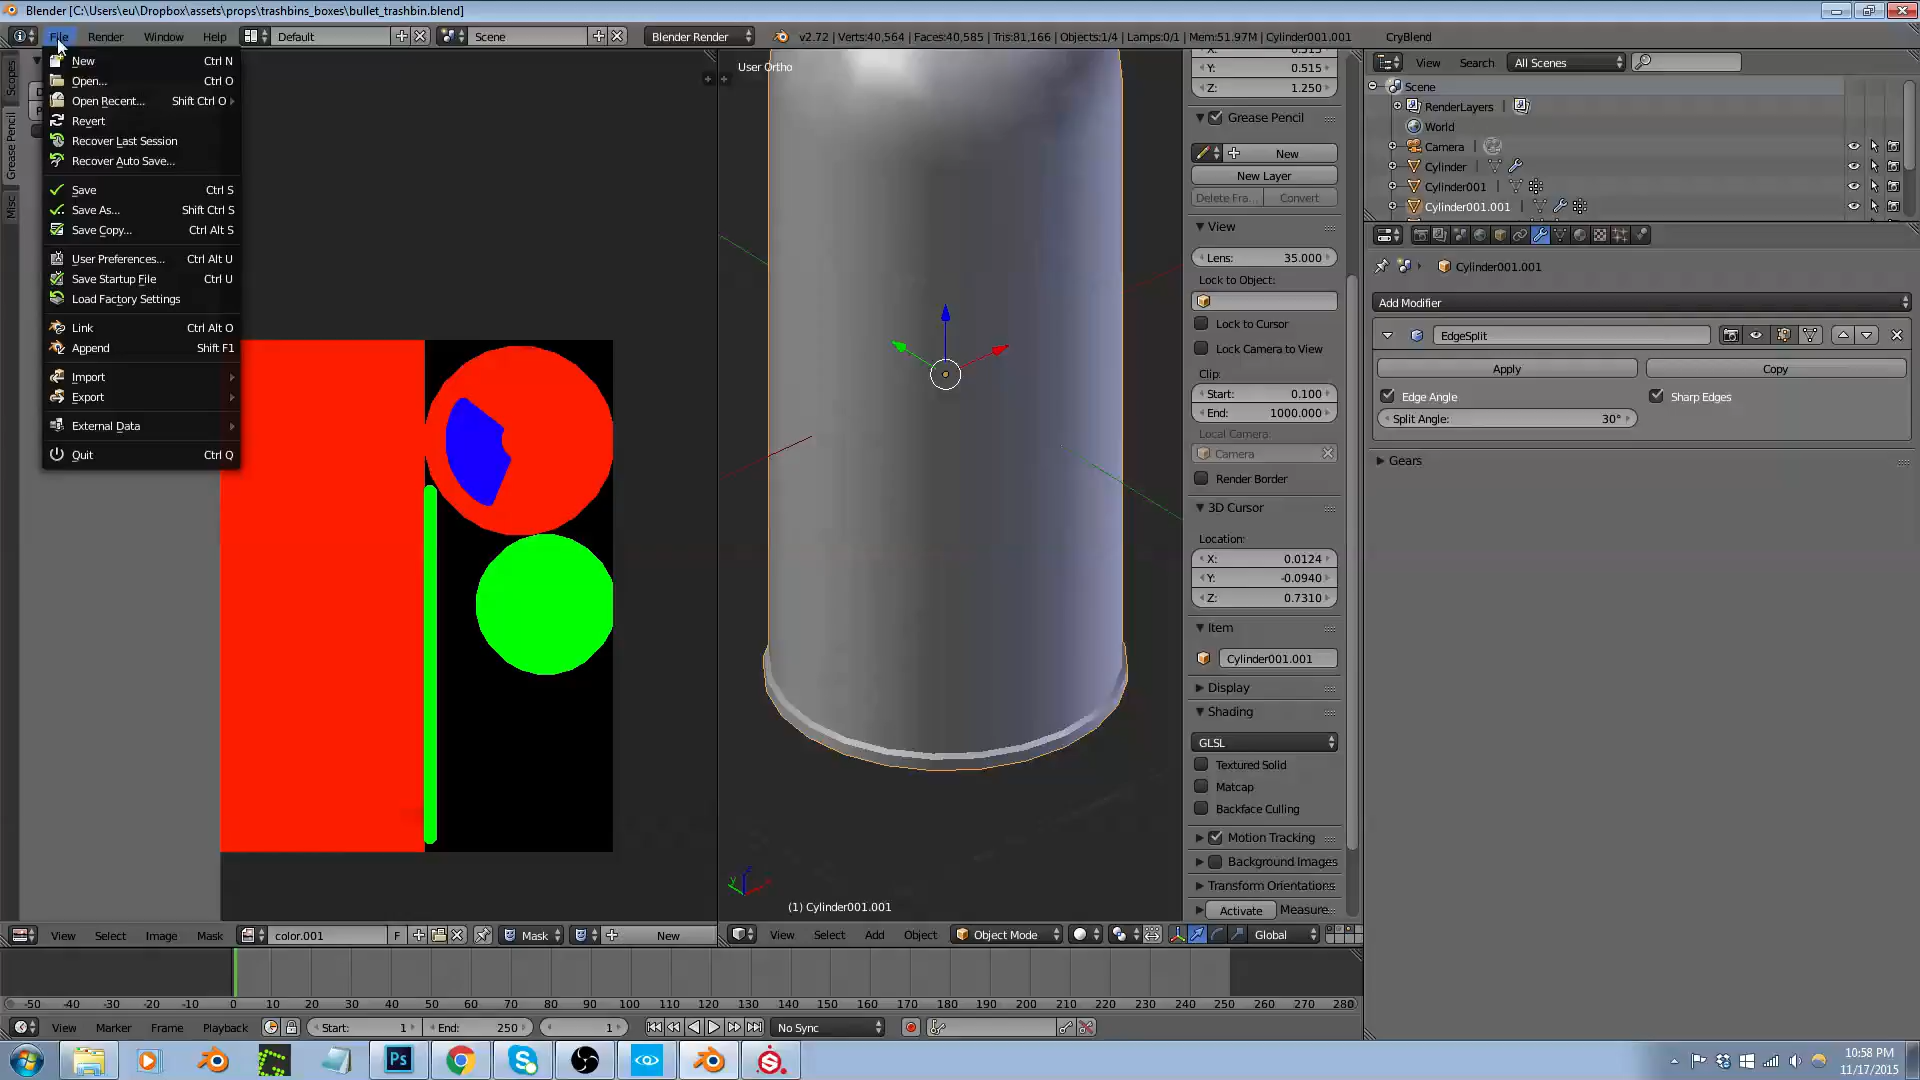 Blender [C:\Users\eu\Dropbox\assets\props\trashbins_boxes\bullet_trashbin.blend]
File Render Window Help Default Scene Blender Render v2.72 | Verts:40,564 | Faces:40,585 | Tris:81,166 | Objects:1/4 | Lamps:0/1 | Mem:51.97M | Cylinder001.001 CryBlend
New Ctrl N
Open... Ctrl O
Open Recent... Shift Ctrl O
Revert
Recover Last Session
Recover Auto Save...
Save Ctrl S
Save As... Shift Ctrl S
Save Copy... Ctrl Alt S
User Preferences... Ctrl Alt U
Save Startup File Ctrl U
Load Factory Settings
Link Ctrl Alt O
Append Shift F1
Import
Export
External Data
Quit Ctrl Q
Scopes
Grease Pencil
Misc
User Ortho
(1) Cylinder001.001
Y: 0.515
Z: 1.250
Grease Pencil
New
New Layer
Delete Fra... Convert
View
Lens: 35.000
Lock to Object:
Lock to Cursor
Lock Camera to View
Clip:
Start: 0.100
End: 1000.000
Local Camera:
Camera
Render Border
3D Cursor
Location:
X: 0.0124
Y: -0.0940
Z: 0.7310
Item
Cylinder001.001
Display
Shading
GLSL
Textured Solid
Matcap
Backface Culling
Motion Tracking
Background Images
Transform Orientations
Activate Measure...
View Search All Scenes
Scene
RenderLayers
World
Camera
Cylinder
Cylinder001
Cylinder001.001
Cylinder001.001
Add Modifier
EdgeSplit
Apply Copy
Edge Angle Sharp Edges
Split Angle: 30°
Gears
View Select Image Mask color.001 F Mask New
View Select Add Object Object Mode Global
-50 -40 -30 -20 -10 0 10 20 30 40 50 60 70 80 90 100 110 120 130 140 150 160 170 180 190 200 210 220 230 240 250 260 270 280
View Marker Frame Playback Start: 1 End: 250 1 No Sync
Ps
10:58 PM
11/17/2015